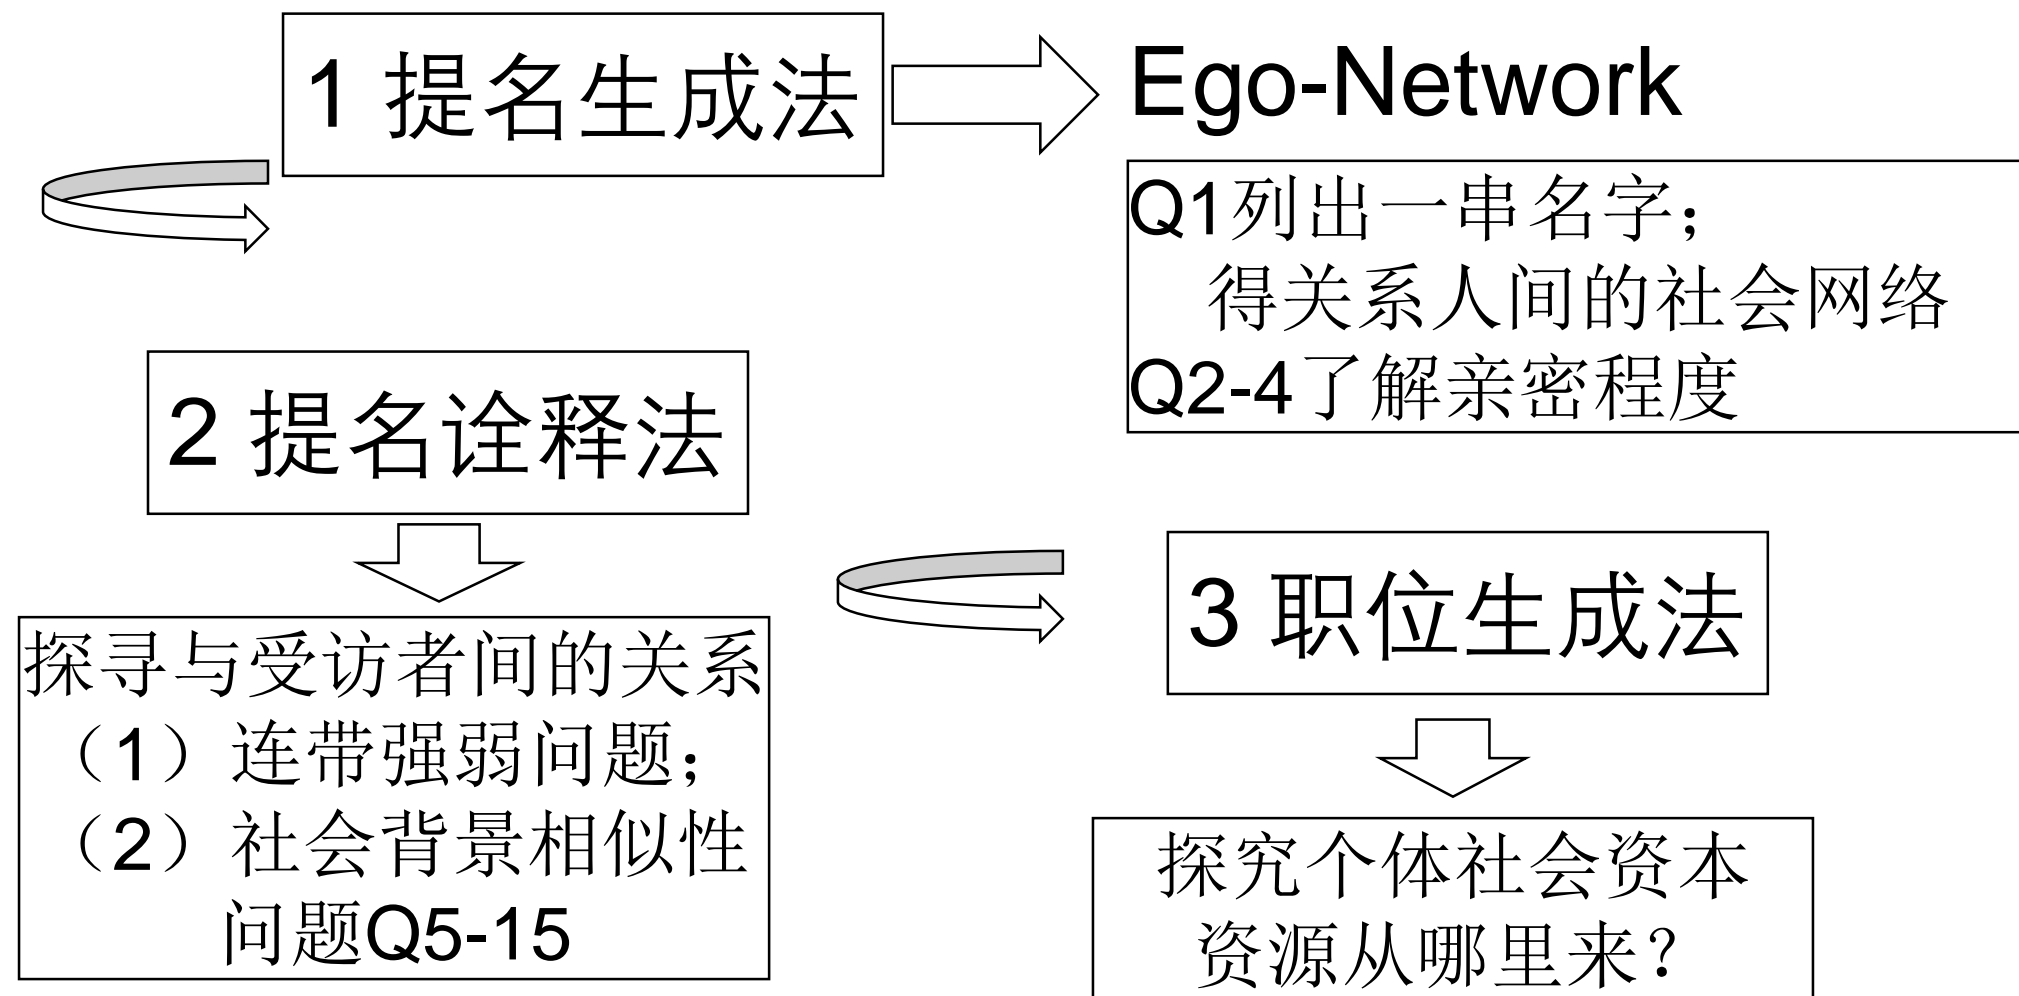 1 提名生成法
Ego-Network
Q1列出一串名字；
得关系人间的社会网络
Q2-4了解亲密程度
2 提名诠释法
探寻与受访者间的关系
（1）连带强弱问题；
（2）社会背景相似性
问题Q5-15
3 职位生成法
探究个体社会资本
资源从哪里来？